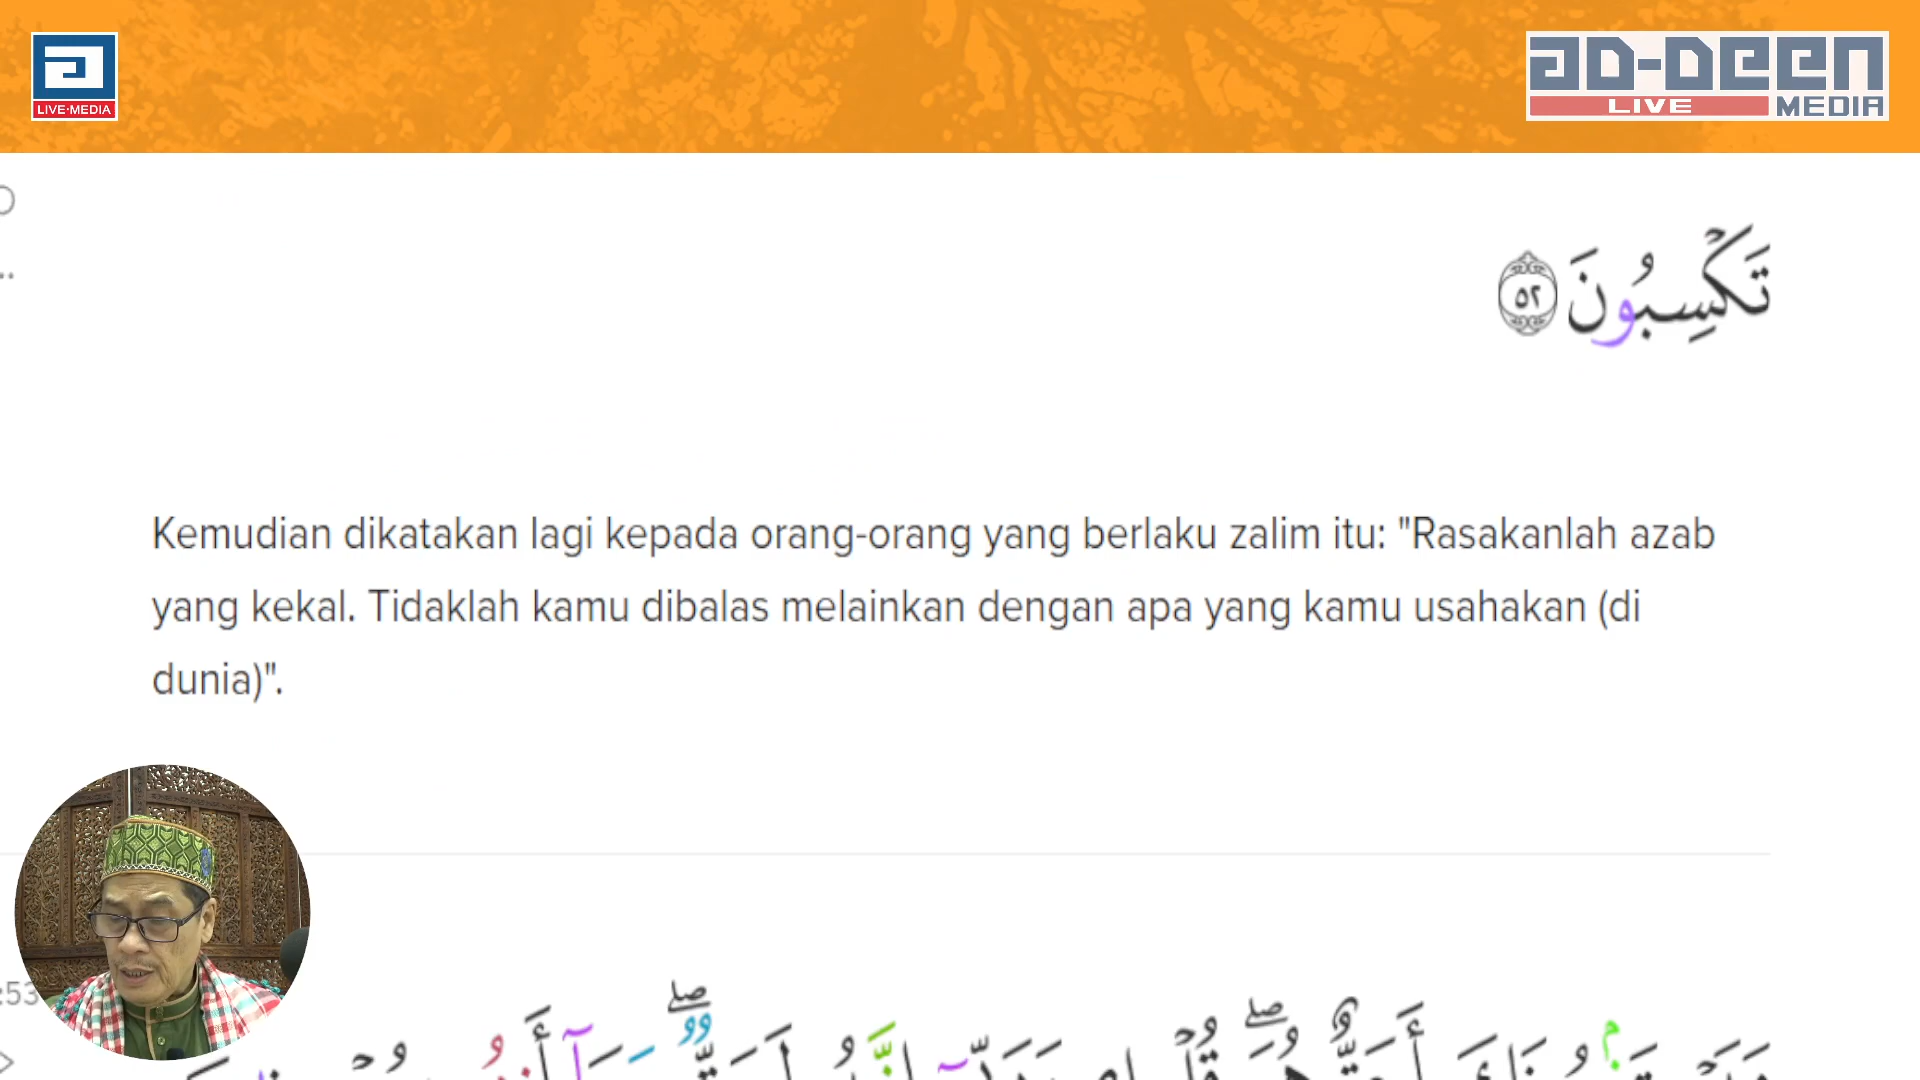 LIVE·MEDIA
AD-DEEN
LIVE MEDIA
تَكْسِبُونَ ٥٢
Kemudian dikatakan lagi kepada orang-orang yang berlaku zalim itu: "Rasakanlah azab
yang kekal. Tidaklah kamu dibalas melainkan dengan apa yang kamu usahakan (di
dunia)".
:53